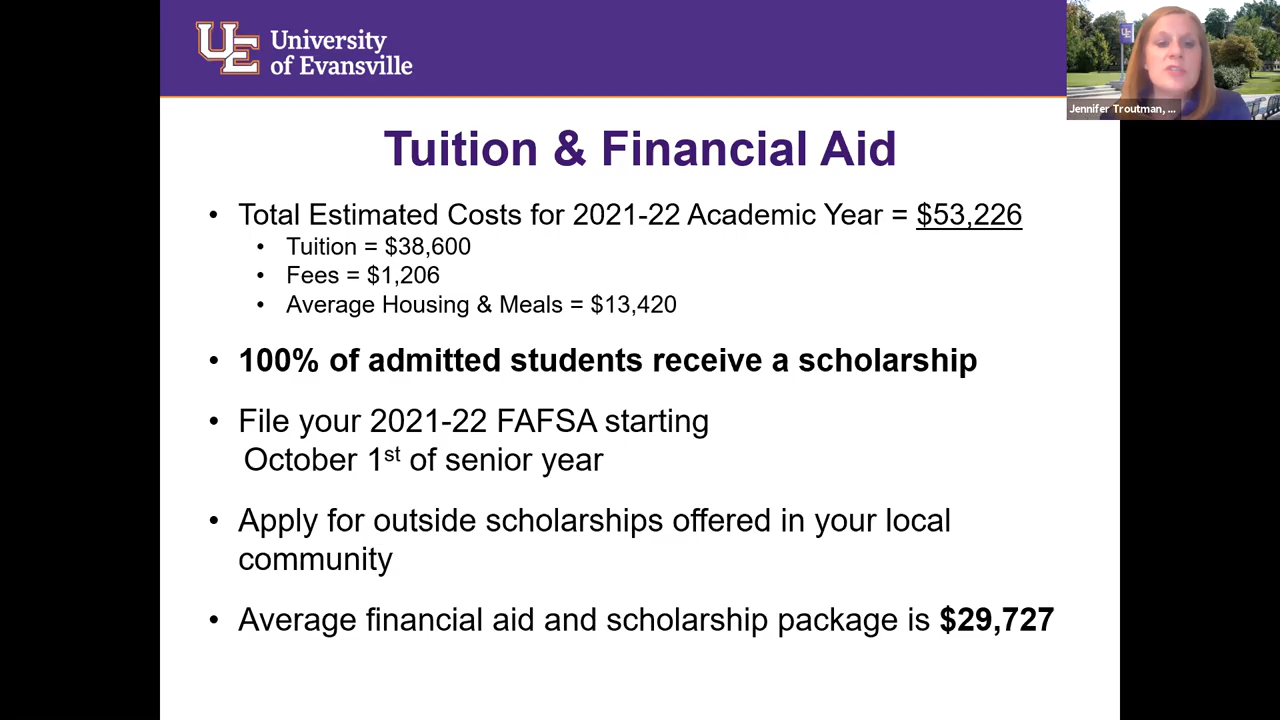 UE University
of Evansville
UE
Jennifer Troutman, ...
Tuition & Financial Aid
• Total Estimated Costs for 2021-22 Academic Year = $53,226
• Tuition = $38,600
• Fees = $1,206
• Average Housing & Meals = $13,420
• 100% of admitted students receive a scholarship
• File your 2021-22 FAFSA starting
October 1st of senior year
• Apply for outside scholarships offered in your local
community
• Average financial aid and scholarship package is $29,727